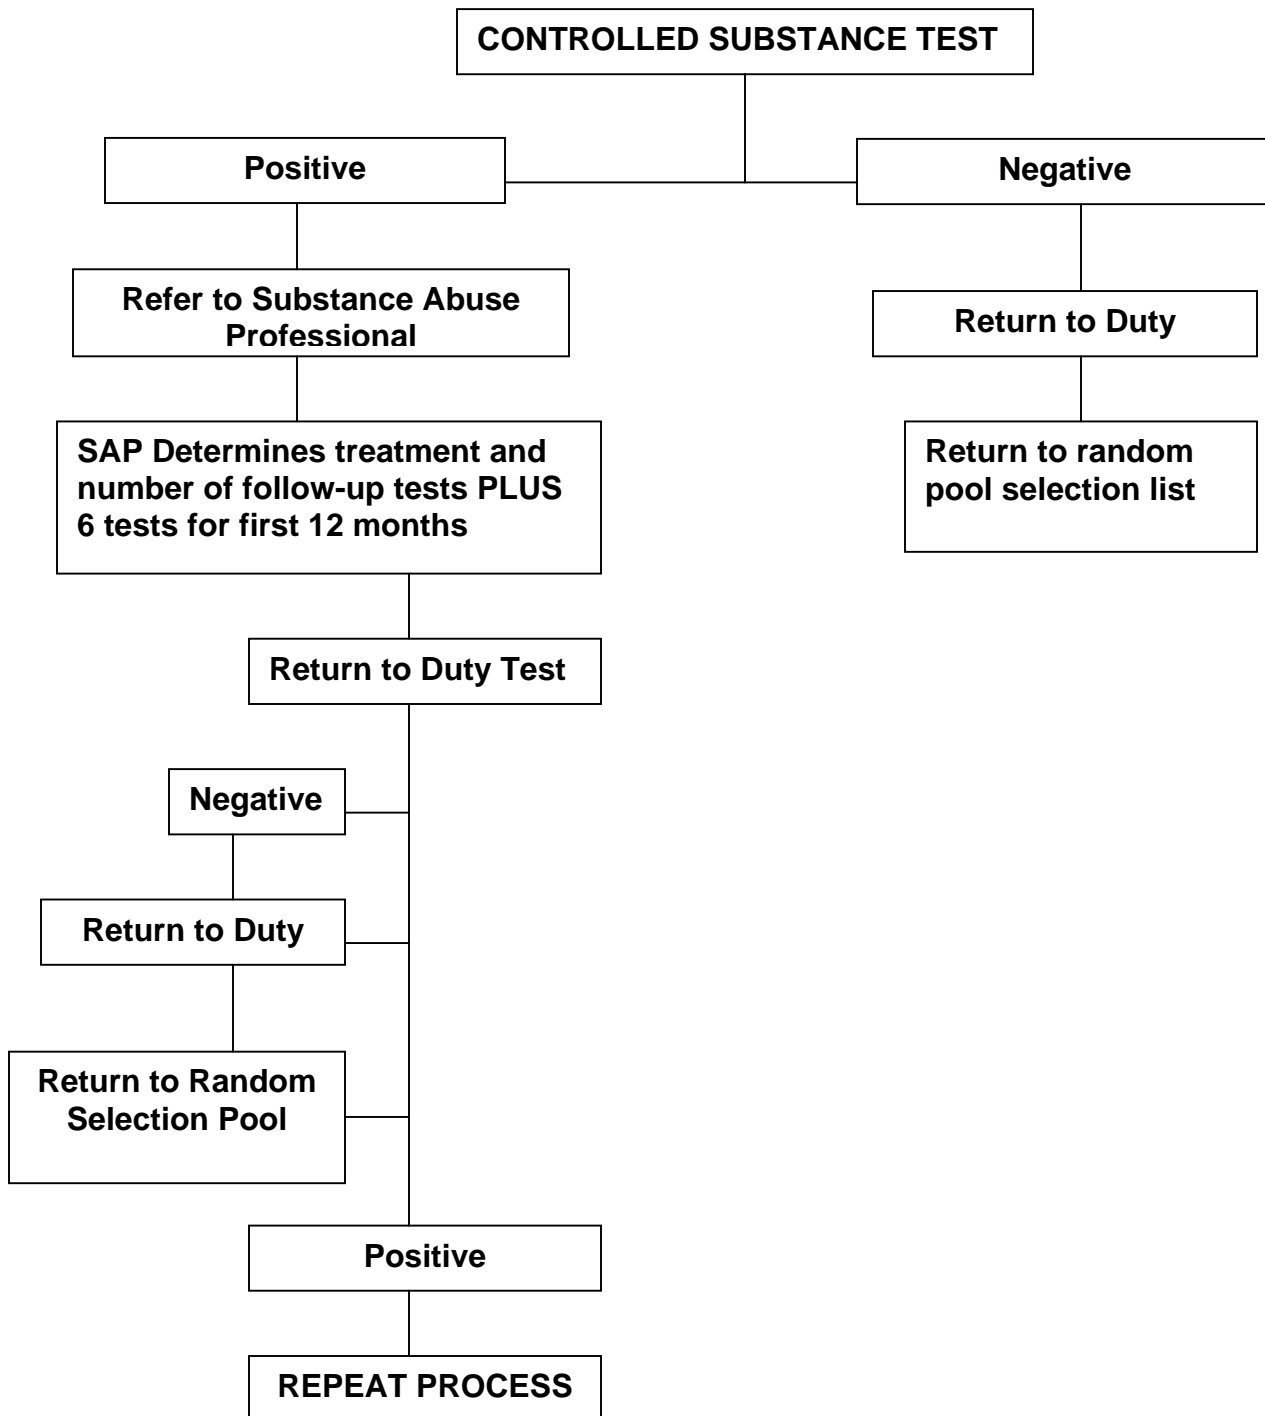 CONTROLLED SUBSTANCE TEST
Positive
Negative
Refer to Substance Abuse
Professional
Return to Duty
SAP Determines treatment and
number of follow-up tests PLUS
6 tests for first 12 months
Return to random
pool selection list
Return to Duty Test
Negative
Return to Duty
Return to Random
Selection Pool
Positive
REPEAT PROCESS